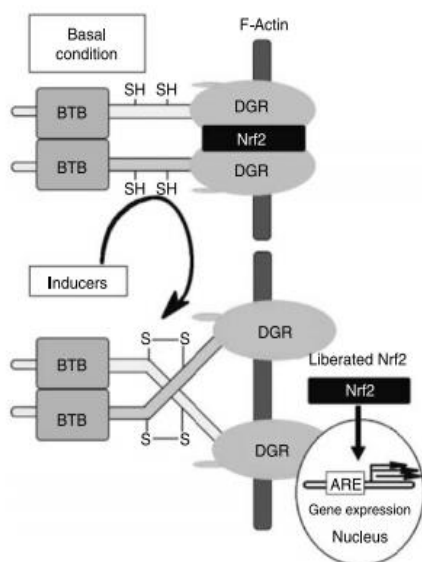 Basal
condition
F-Actin
SH SH
BTB
DGR
Nrf2
BTB
DGR
SH SH
Inducers
S S
DGR
BTB
Liberated Nrf2
Nrf2
BTB
S S
DGR
ARE
Gene expression
Nucleus